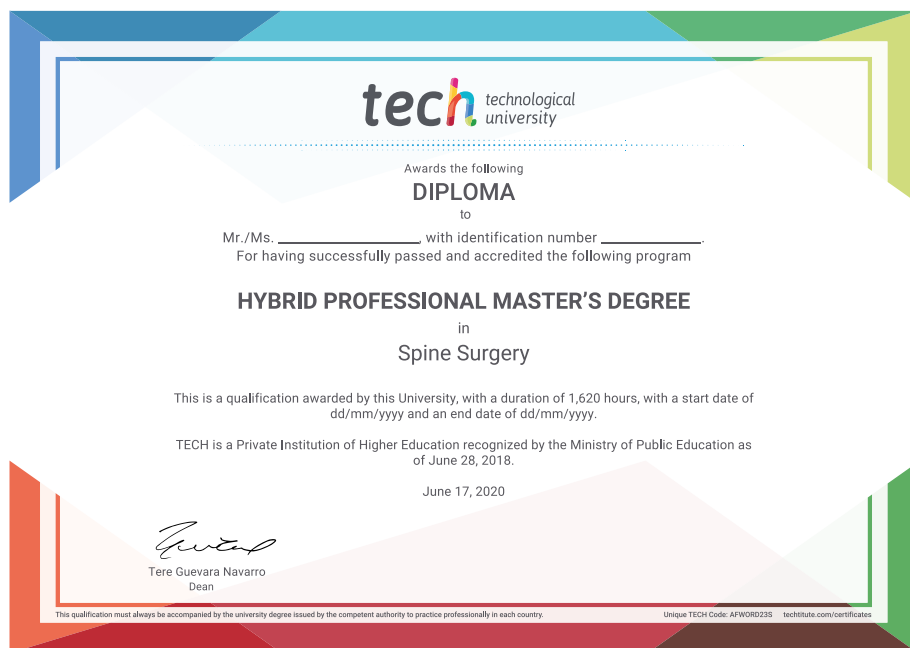 tech technological
university
Awards the following
DIPLOMA
to
Mr./Ms. ________________, with identification number ____________.
For having successfully passed and accredited the following program
HYBRID PROFESSIONAL MASTER'S DEGREE
in
Spine Surgery
This is a qualification awarded by this University, with a duration of 1,620 hours, with a start date of
dd/mm/yyyy and an end date of dd/mm/yyyy.
TECH is a Private Institution of Higher Education recognized by the Ministry of Public Education as
of June 28, 2018.
June 17, 2020
Tere Guevara Navarro
Dean
This qualification must always be accompanied by the university degree issued by the competent authority to practice professionally in each country. Unique TECH Code: AFWORD23S techtitute.com/certificates